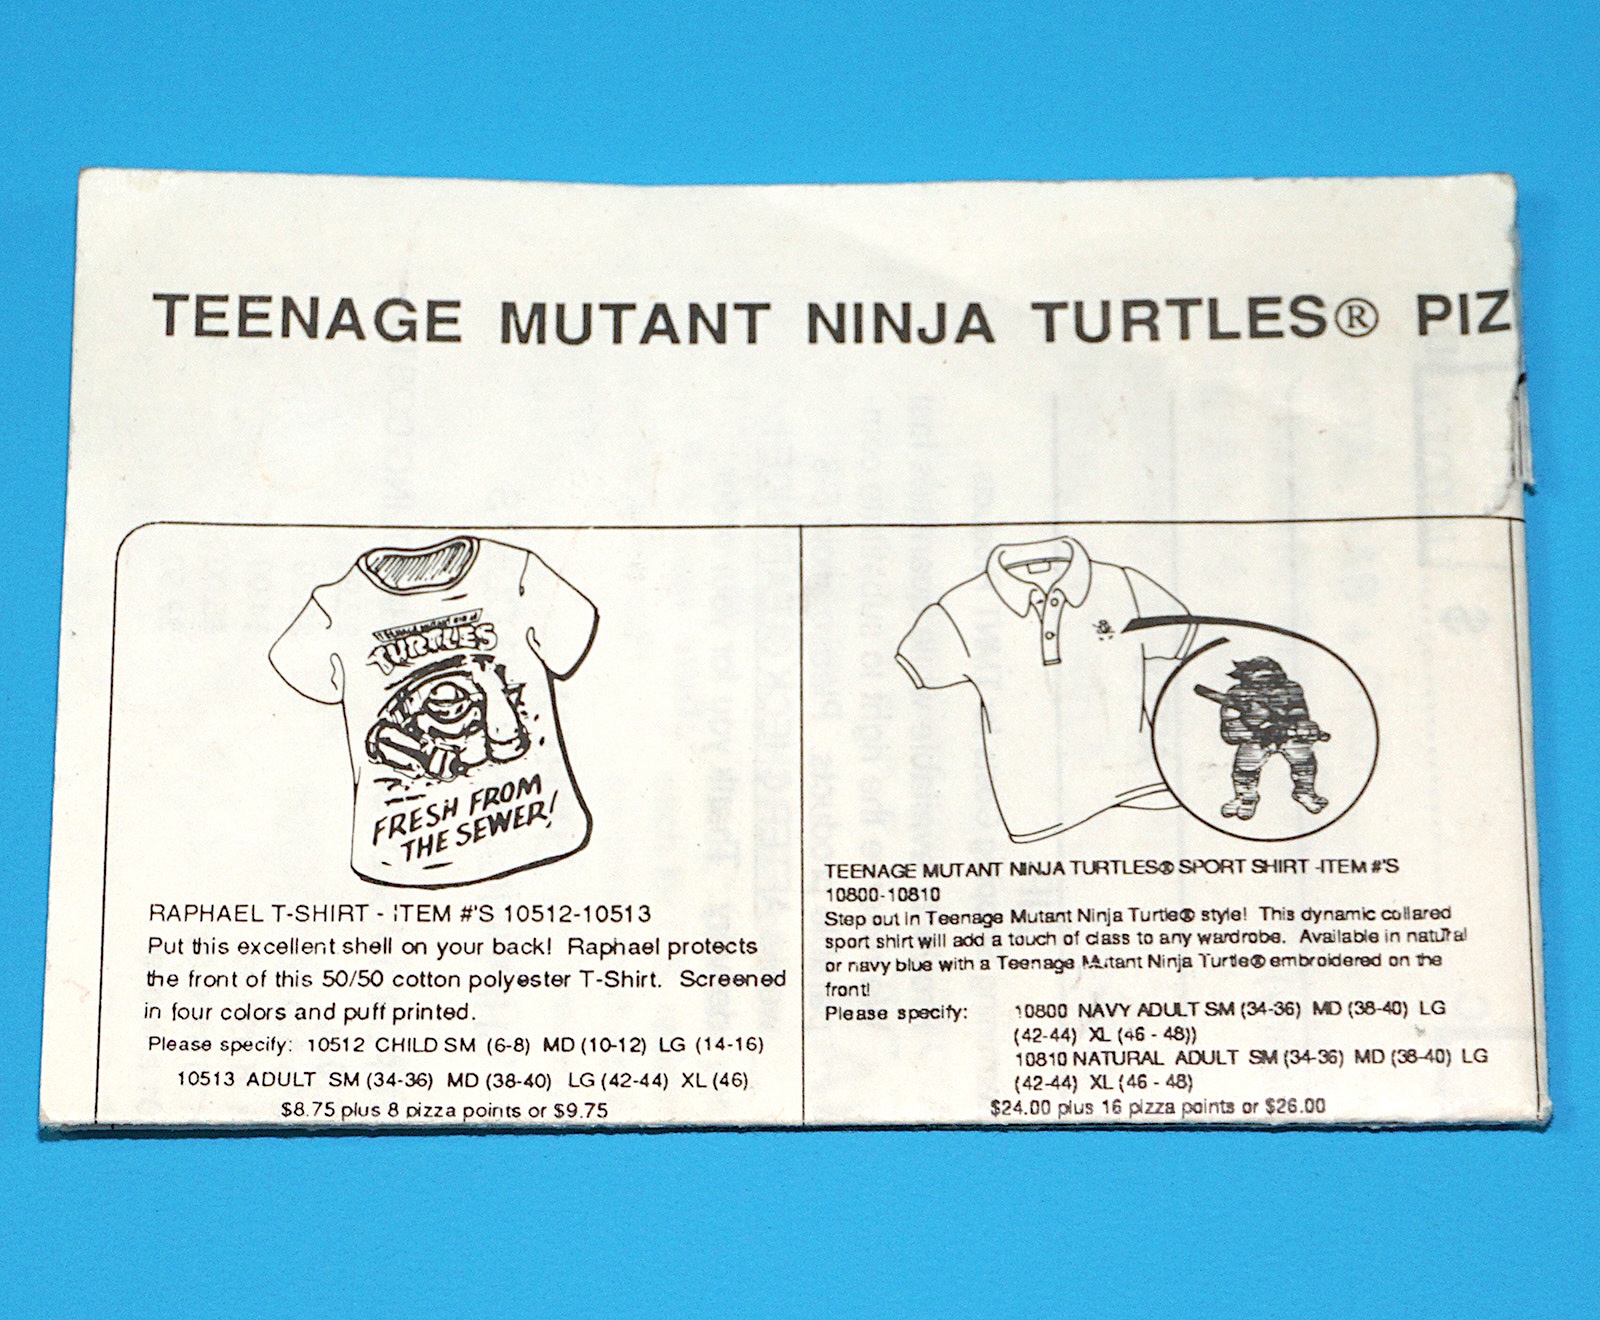 TEENAGE MUTANT NINJA TURTLES® PIZ
TURTLES
FRESH FROM
THE SEWER!
RAPHAEL T-SHIRT - ITEM #'S 10512-10513
Put this excellent shell on your back! Raphael protects
the front of this 50/50 cotton polyester T-Shirt. Screened
in four colors and puff printed.
Please specify: 10512 CHILD SM (6-8) MD (10-12) LG (14-16)
10513 ADULT SM (34-36) MD (38-40) LG (42-44) XL (46)
$8.75 plus 8 pizza points or $9.75
TEENAGE MUTANT NINJA TURTLES® SPORT SHIRT -ITEM #'S
10800-10810
Step out in Teenage Mutant Ninja Turtle® style! This dynamic collared
sport shirt will add a touch of class to any wardrobe. Available in natural
or navy blue with a Teenage Mutant Ninja Turtle® embroidered on the
front!
Please specify: 10800 NAVY ADULT SM (34-36) MD (38-40) LG
(42-44) XL (46 - 48))
10810 NATURAL ADULT SM (34-36) MD (38-40) LG
(42-44) XL (46 - 48)
$24.00 plus 16 pizza points or $26.00